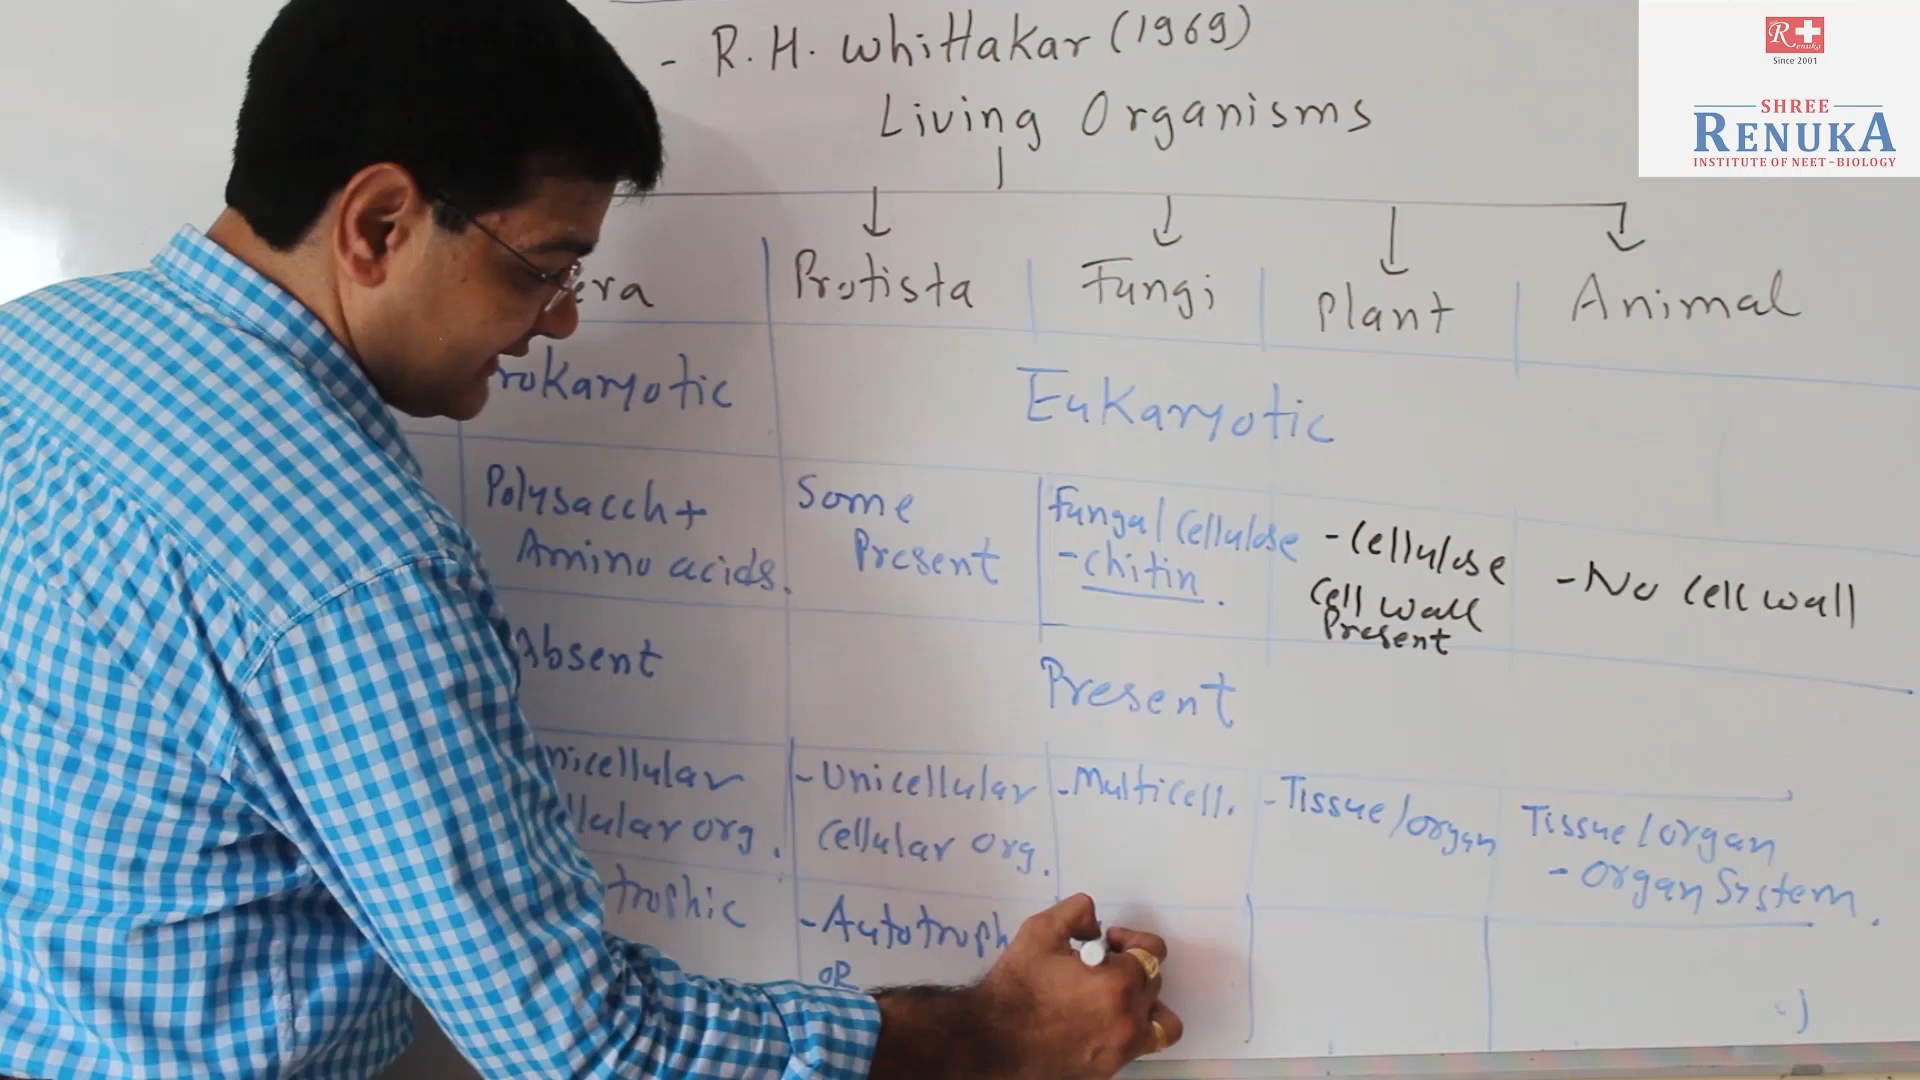 - R. H. Whittakar (1969)
Living Organisms
era Protista Fungi Plant Animal
rokaryotic Eukaryotic
Polysacch+
Amino acids.
Some
Present
Fungal cellulose
- chitin.
- Cellulose
Cell wall
Present
- No cell wall
Absent Present
nicellular
llular org.
- Unicellular
cellular org.
- Multicell.
- Tissue/organ
Tissue/organ
- organ System.
trophic
- Autotroph
OR
R+
Renuka
Since 2001
SHREE
RENUKA
INSTITUTE OF NEET-BIOLOGY